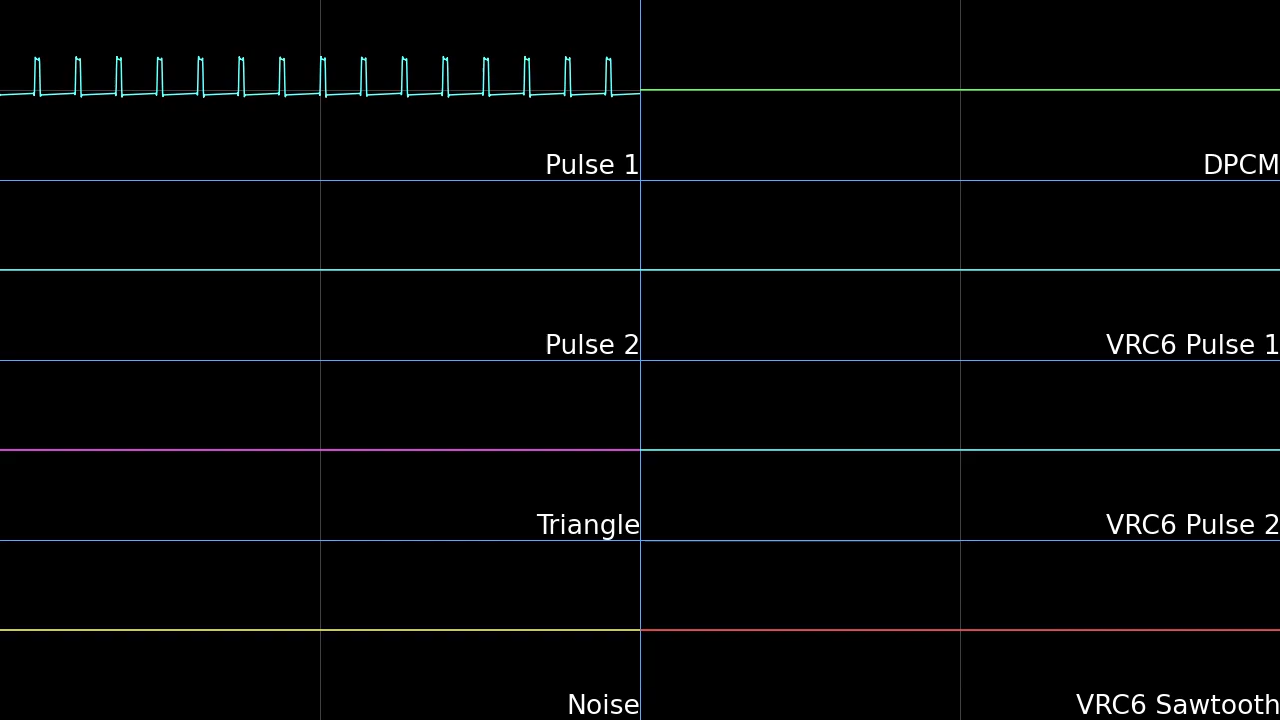 Pulse 1
DPCM
Pulse 2
VRC6 Pulse 1
Triangle
VRC6 Pulse 2
Noise
VRC6 Sawtooth